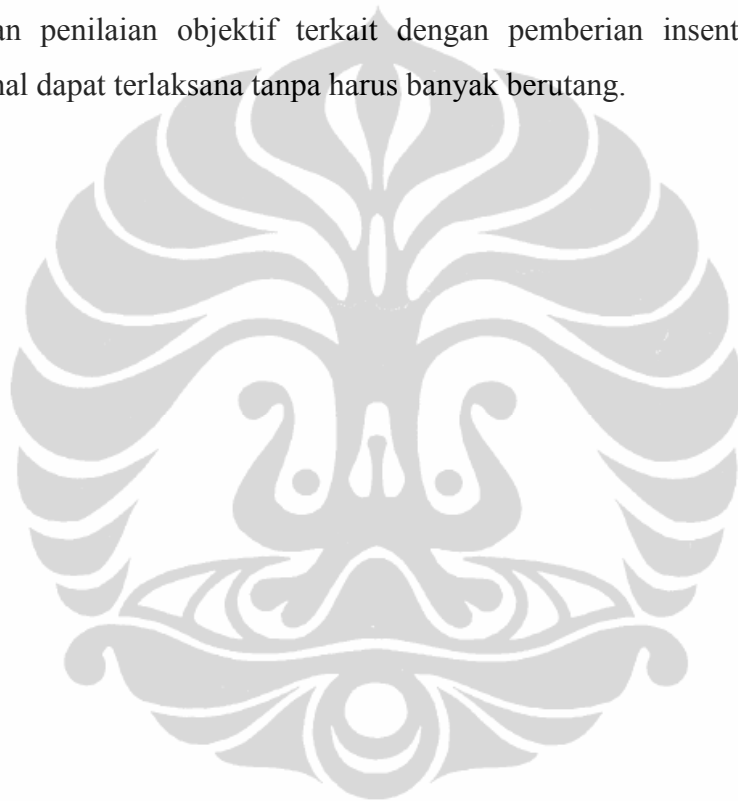 an penilaian objektif terkait dengan pemberian insent
nal dapat terlaksana tanpa harus banyak berutang.